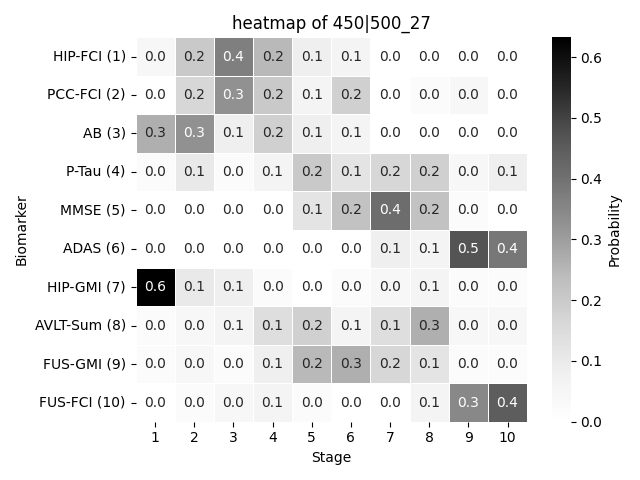 heatmap of 450|500_27
HIP-FCI (1) 0.0 0.2 0.4 0.2 0.1 0.1 0.0 0.0 0.0 0.0
PCC-FCI (2) 0.0 0.2 0.3 0.2 0.1 0.2 0.0 0.0 0.0 0.0
AB (3) 0.3 0.3 0.1 0.2 0.1 0.1 0.0 0.0 0.0 0.0
P-Tau (4) 0.0 0.1 0.0 0.1 0.2 0.1 0.2 0.2 0.0 0.1
MMSE (5) 0.0 0.0 0.0 0.0 0.1 0.2 0.4 0.2 0.0 0.0
ADAS (6) 0.0 0.0 0.0 0.0 0.0 0.0 0.1 0.1 0.5 0.4
HIP-GMI (7) 0.6 0.1 0.1 0.0 0.0 0.0 0.0 0.1 0.0 0.0
AVLT-Sum (8) 0.0 0.0 0.1 0.1 0.2 0.1 0.1 0.3 0.0 0.0
FUS-GMI (9) 0.0 0.0 0.0 0.1 0.2 0.3 0.2 0.1 0.0 0.0
FUS-FCI (10) 0.0 0.0 0.0 0.1 0.0 0.0 0.0 0.1 0.3 0.4
1 2 3 4 5 6 7 8 9 10
Stage
Biomarker
0.6
0.5
0.4
0.3
0.2
0.1
0.0
Probability